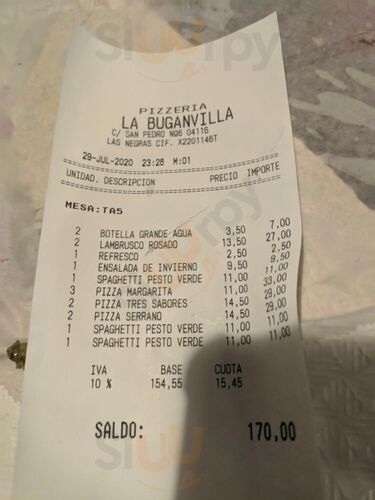 PIZZERIA
LA BUGANVILLA
C/ SAN PEDRO Nº6 04116
LAS NEGRAS CIF. X2201146T
29-JUL-2020 23:26 M:01
UNIDAD. DESCRIPCION PRECIO IMPORTE
MESA:TA5
2 BOTELLA GRANDE AGUA 3,50 7,00
2 LAMBRUSCO ROSADO 13,50 27,00
1 REFRESCO 2,50 2,50
1 ENSALADA DE INVIERNO 9,50 9,50
1 SPAGHETTI PESTO VERDE 11,00 11,00
3 PIZZA MARGARITA 11,00 33,00
2 PIZZA TRES SABORES 14,50 29,00
2 PIZZA SERRANO 14,50 29,00
1 SPAGHETTI PESTO VERDE 11,00 11,00
1 SPAGHETTI PESTO VERDE 11,00 11,00
IVA BASE CUOTA
10 % 154,55 15,45
SALDO: 170,00